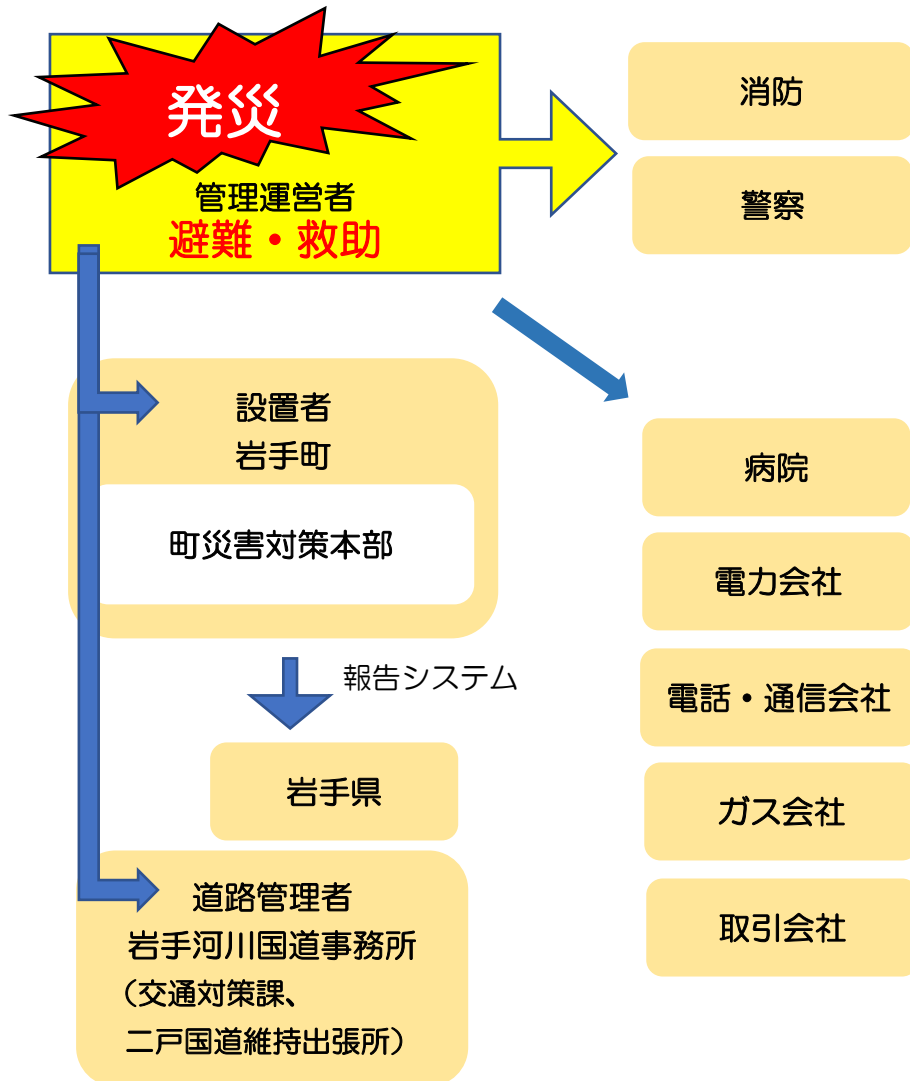 発災
管理運営者
避難・救助
消防
警察
設置者
岩手町
町災害対策本部
報告システム
岩手県
道路管理者
岩手河川国道事務所
（交通対策課、
二戸国道維持出張所）
病院
電力会社
電話・通信会社
ガス会社
取引会社